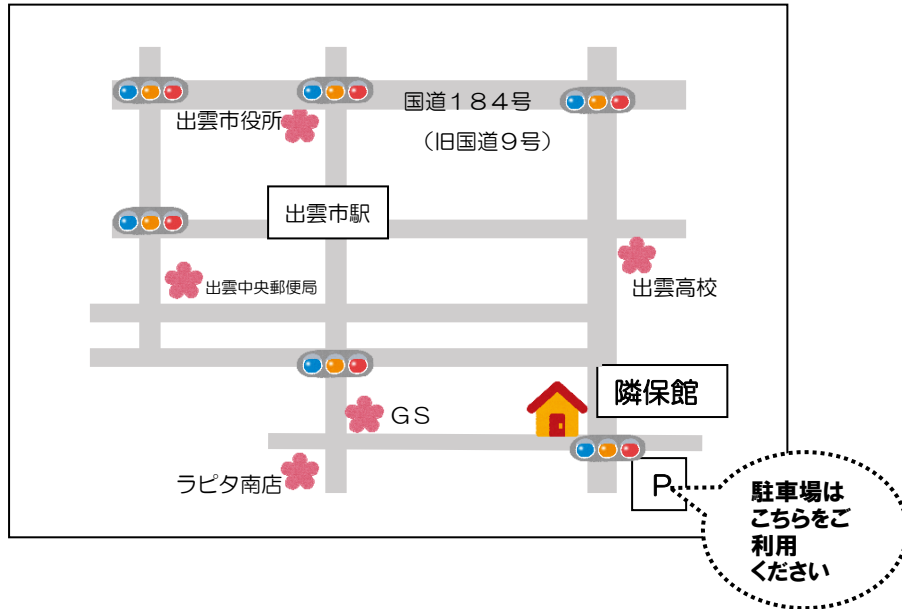 国道184号
出雲市役所
（旧国道9号）
出雲市駅
出雲中央郵便局
出雲高校
隣保館
GS
ラピタ南店
P
駐車場は
こちらをご
利用
ください